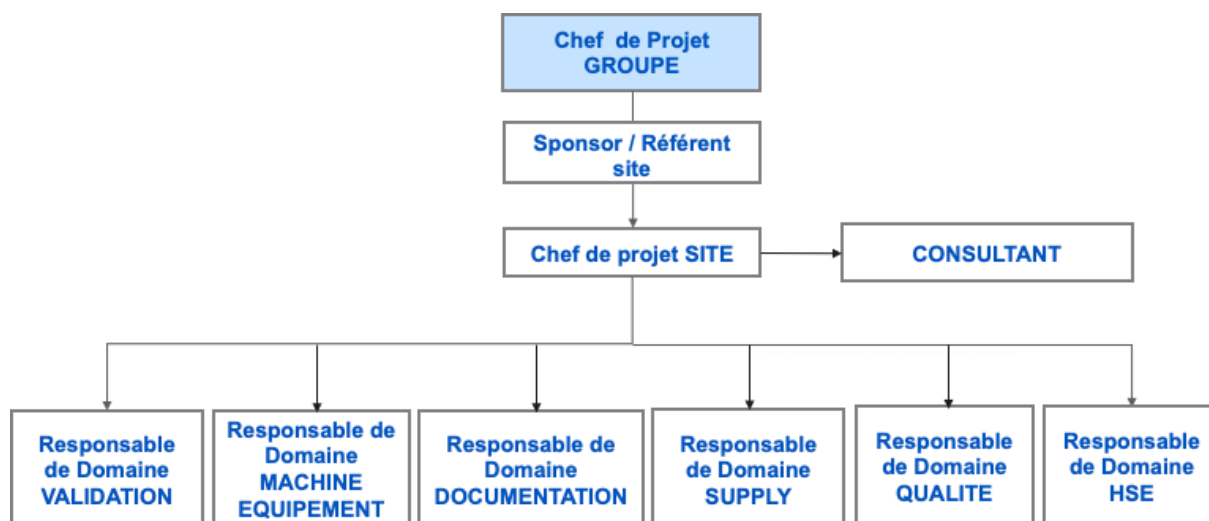 Chef de Projet
GROUPE
Sponsor / Référent
site
Chef de projet SITE
CONSULTANT
Responsable
de Domaine
VALIDATION
Responsable de
Domaine
MACHINE
EQUIPEMENT
Responsable de
Domaine
DOCUMENTATION
Responsable
de Domaine
SUPPLY
Responsable
de Domaine
QUALITE
Responsable
de Domaine
HSE